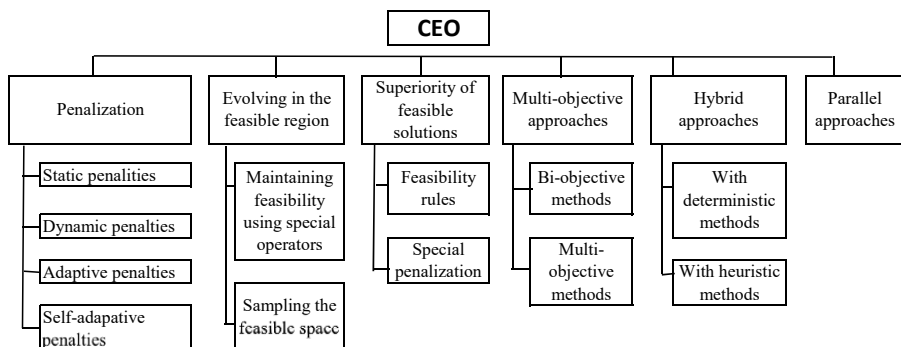 CEO
Penalization
Static penalities
Dynamic penalties
Adaptive penalties
Self-adapative
penalties
Evolving in the
feasible region
Maintaining
feasibility
using special
operators
Sampling the
feasible space
Superiority of
feasible
solutions
Feasibility
rules
Special
penalization
Multi-objective
approaches
Bi-objective
methods
Multi-
objective
methods
Hybrid
approaches
With
deterministic
methods
With heuristic
methods
Parallel
approaches